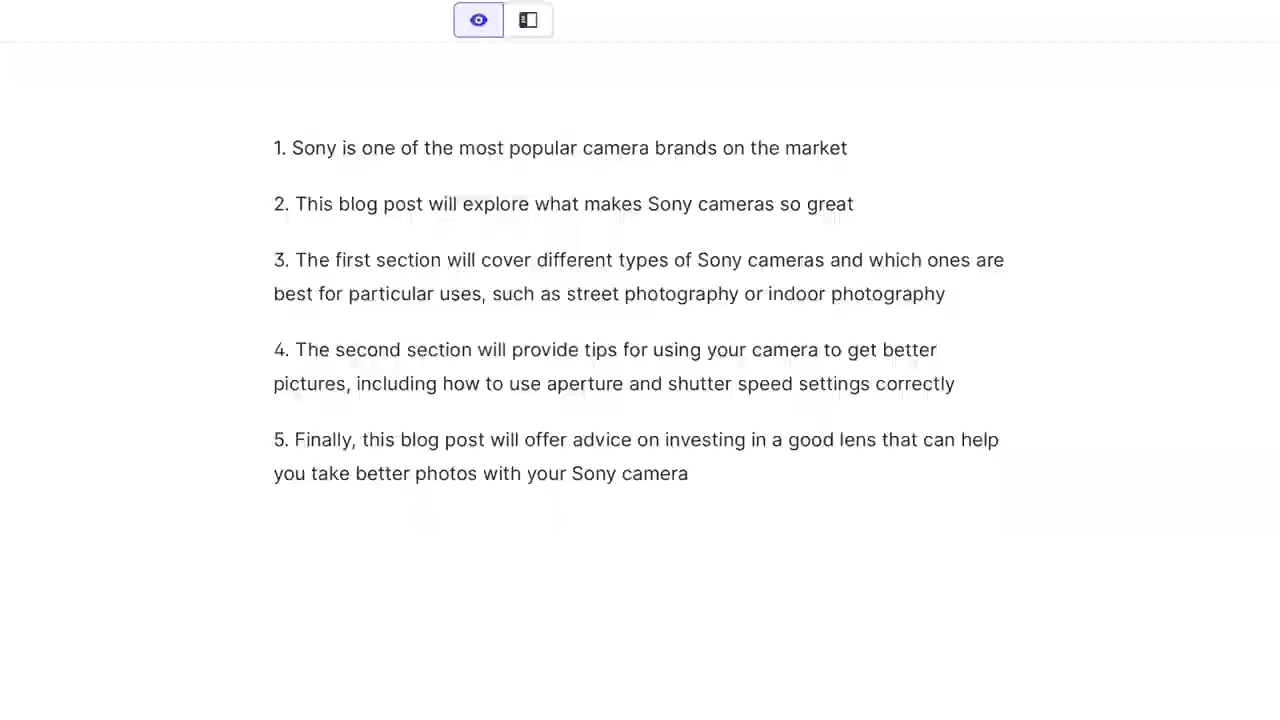 1. Sony is one of the most popular camera brands on the market
2. This blog post will explore what makes Sony cameras so great
3. The first section will cover different types of Sony cameras and which ones are
best for particular uses, such as street photography or indoor photography
4. The second section will provide tips for using your camera to get better
pictures, including how to use aperture and shutter speed settings correctly
5. Finally, this blog post will offer advice on investing in a good lens that can help
you take better photos with your Sony camera